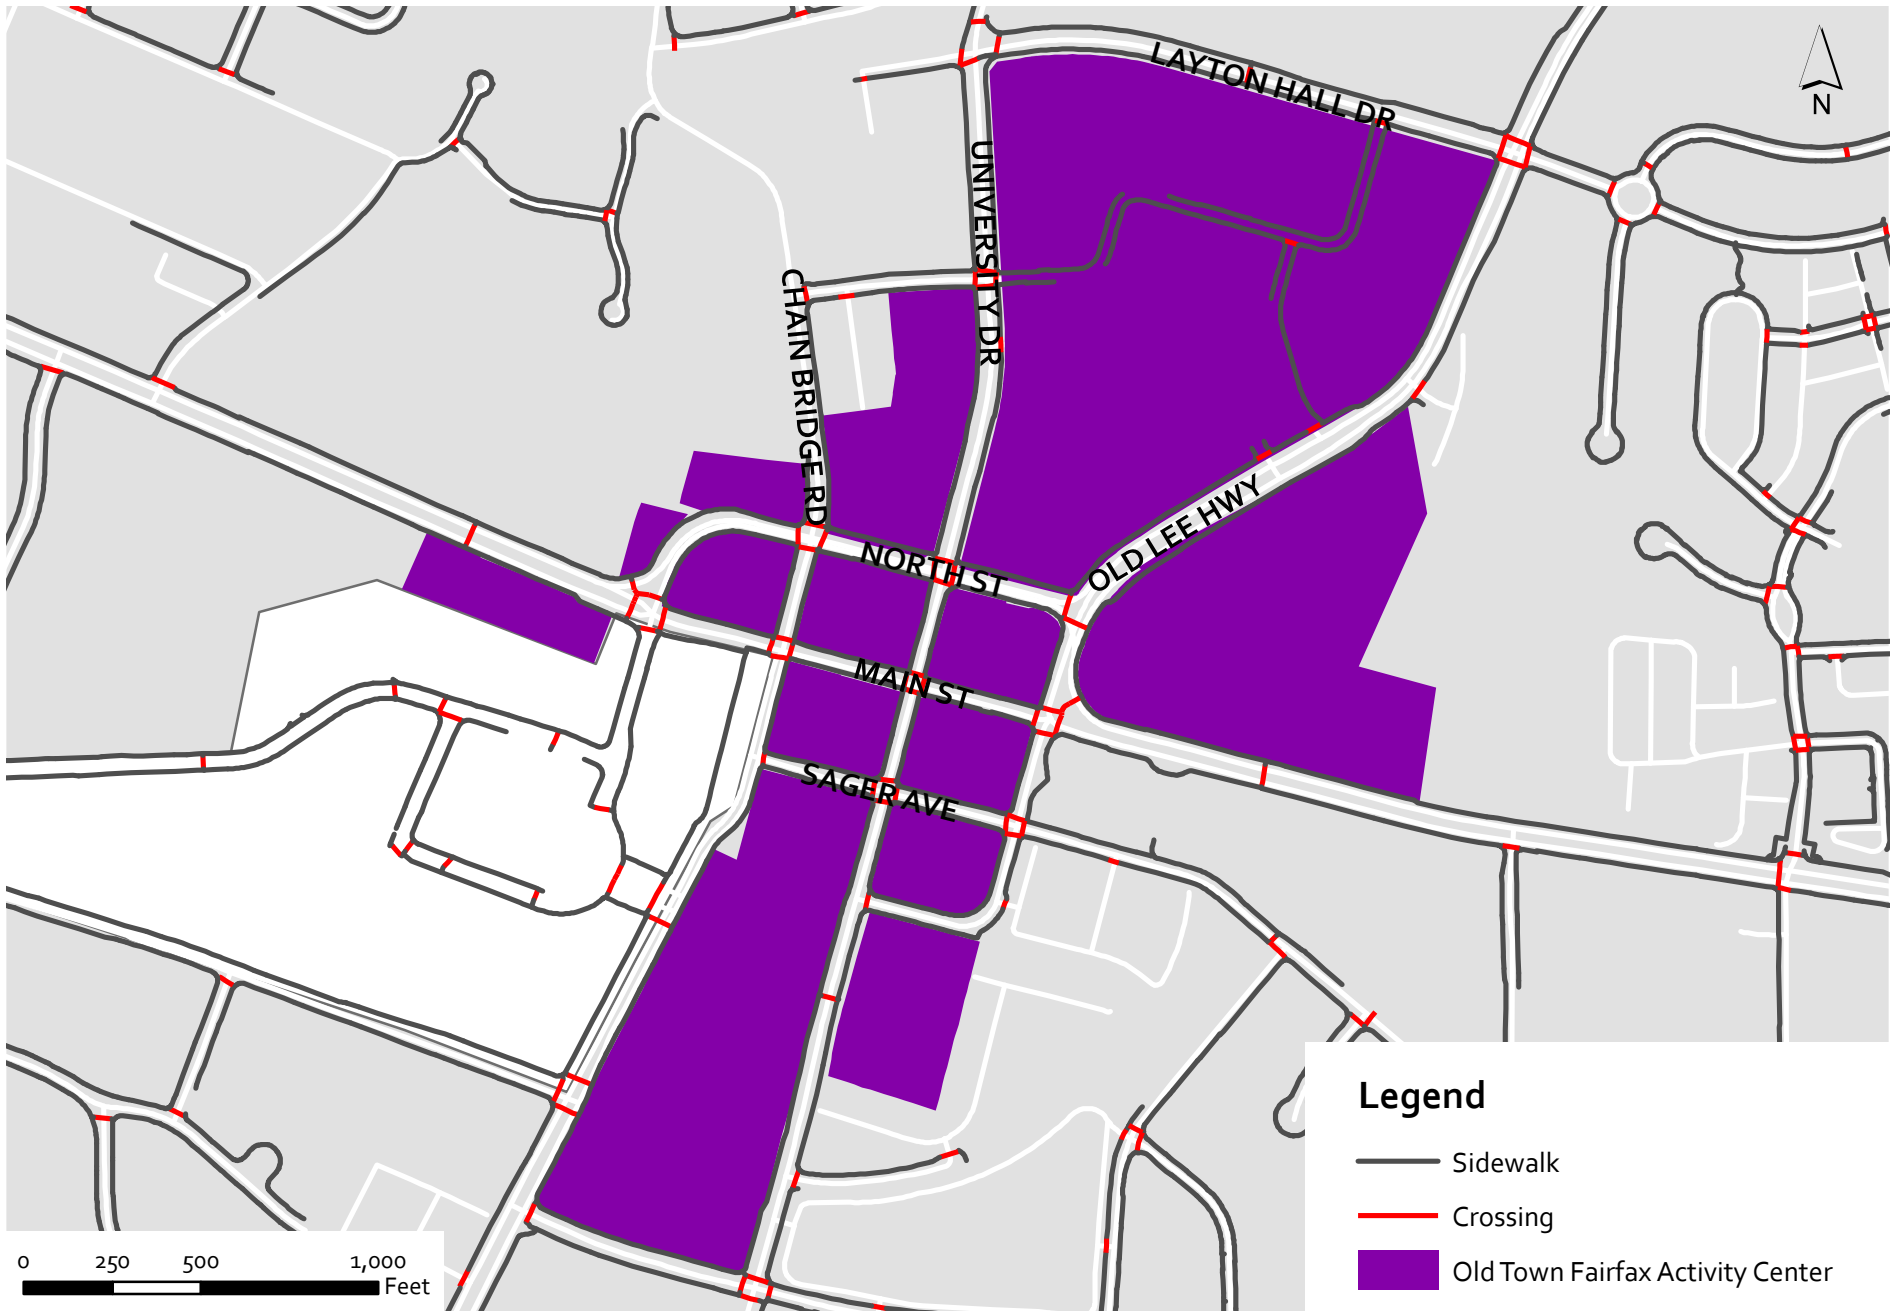 LAYTON HALL DR
N
UNIVERSITY DR
CHAIN BRIDGE RD
OLD LEE HWY
NORTH ST
MAIN ST
SAGER AVE
Legend
Sidewalk
Crossing
Old Town Fairfax Activity Center
0 250 500 1,000
Feet